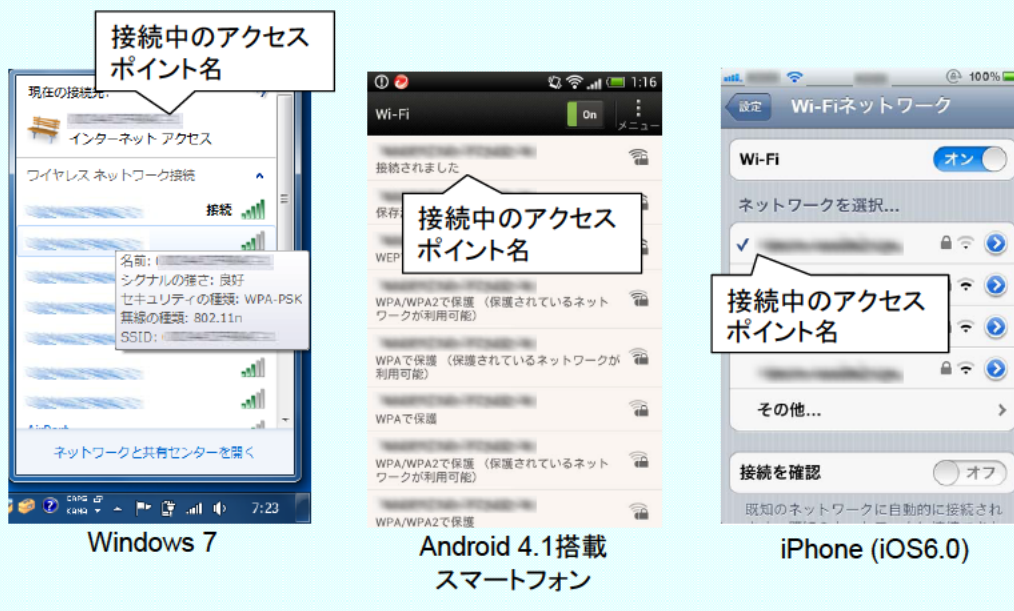 接続中のアクセス
ポイント名
現在の接続先:
インターネット アクセス
ワイヤレス ネットワーク接続
接続
名前:
シグナルの強さ: 良好
セキュリティの種類: WPA-PSK
無線の種類: 802.11n
SSID:
ネットワークと共有センターを開く
CAPS
KANA
7:23
Windows 7
1:16
Wi-Fi
On
メニュー
接続されました
接続中のアクセス
ポイント名
保存
WEP
WPA/WPA2で保護 (保護されているネット
ワークが利用可能)
WPAで保護 (保護されているネットワークが
利用可能)
WPAで保護
WPA/WPA2で保護 (保護されているネット
ワークが利用可能)
WPA/WPA2で保護
Android 4.1搭載
スマートフォン
100%
設定
Wi-Fiネットワーク
Wi-Fi
オン
ネットワークを選択...
接続中のアクセス
ポイント名
その他...
接続を確認
オフ
既知のネットワークに自動的に接続され
iPhone (iOS6.0)